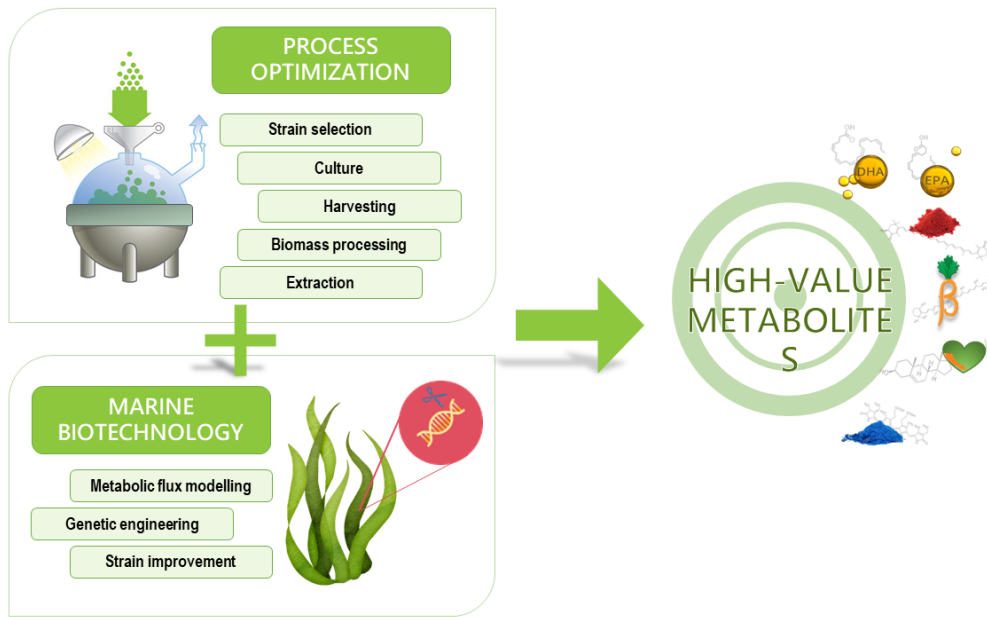 PROCESS
OPTIMIZATION
Strain selection
Culture
Harvesting
Biomass processing
Extraction
MARINE
BIOTECHNOLOGY
Metabolic flux modelling
Genetic engineering
Strain improvement
HIGH-VALUE
METABOLITE
S
DHA
EPA
β